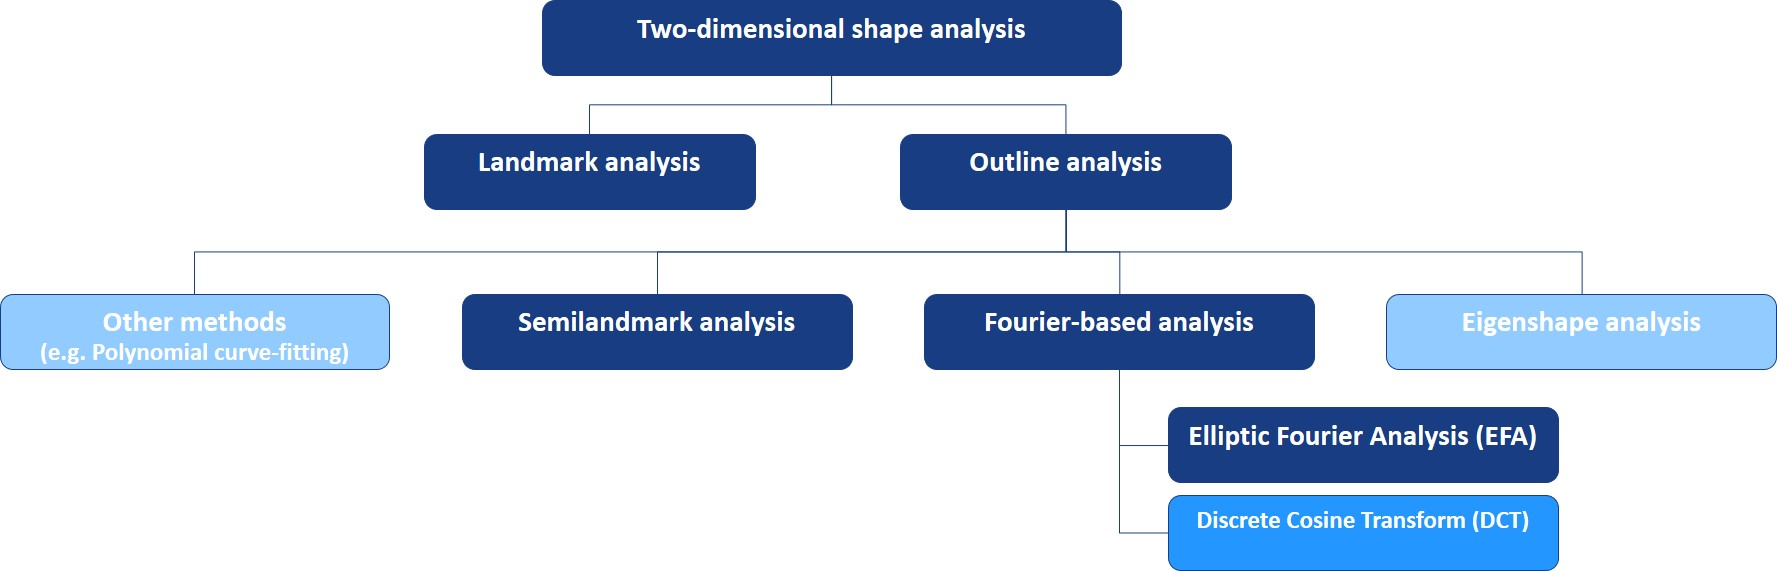 Two-dimensional shape analysis
Landmark analysis
Outline analysis
Other methods
(e.g. Polynomial curve-fitting)
Semilandmark analysis
Fourier-based analysis
Eigenshape analysis
Elliptic Fourier Analysis (EFA)
Discrete Cosine Transform (DCT)